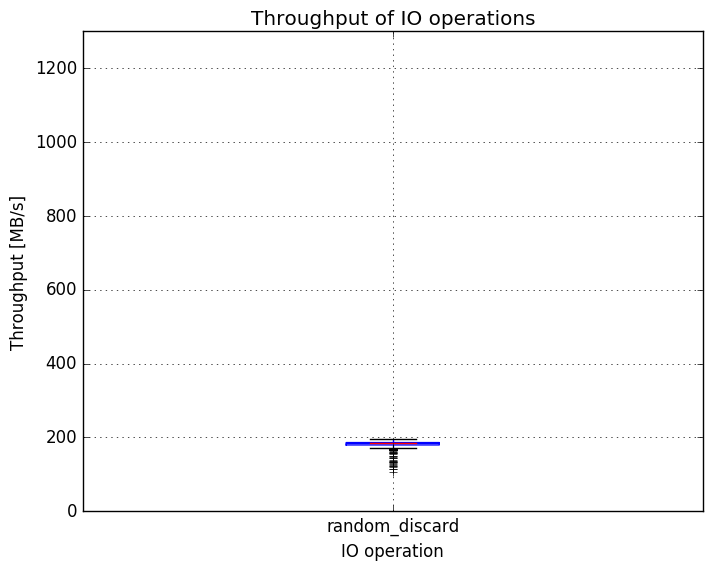 Throughput of IO operations
1200
1000
800
600
400
200
0
Throughput [MB/s]
random_discard
IO operation